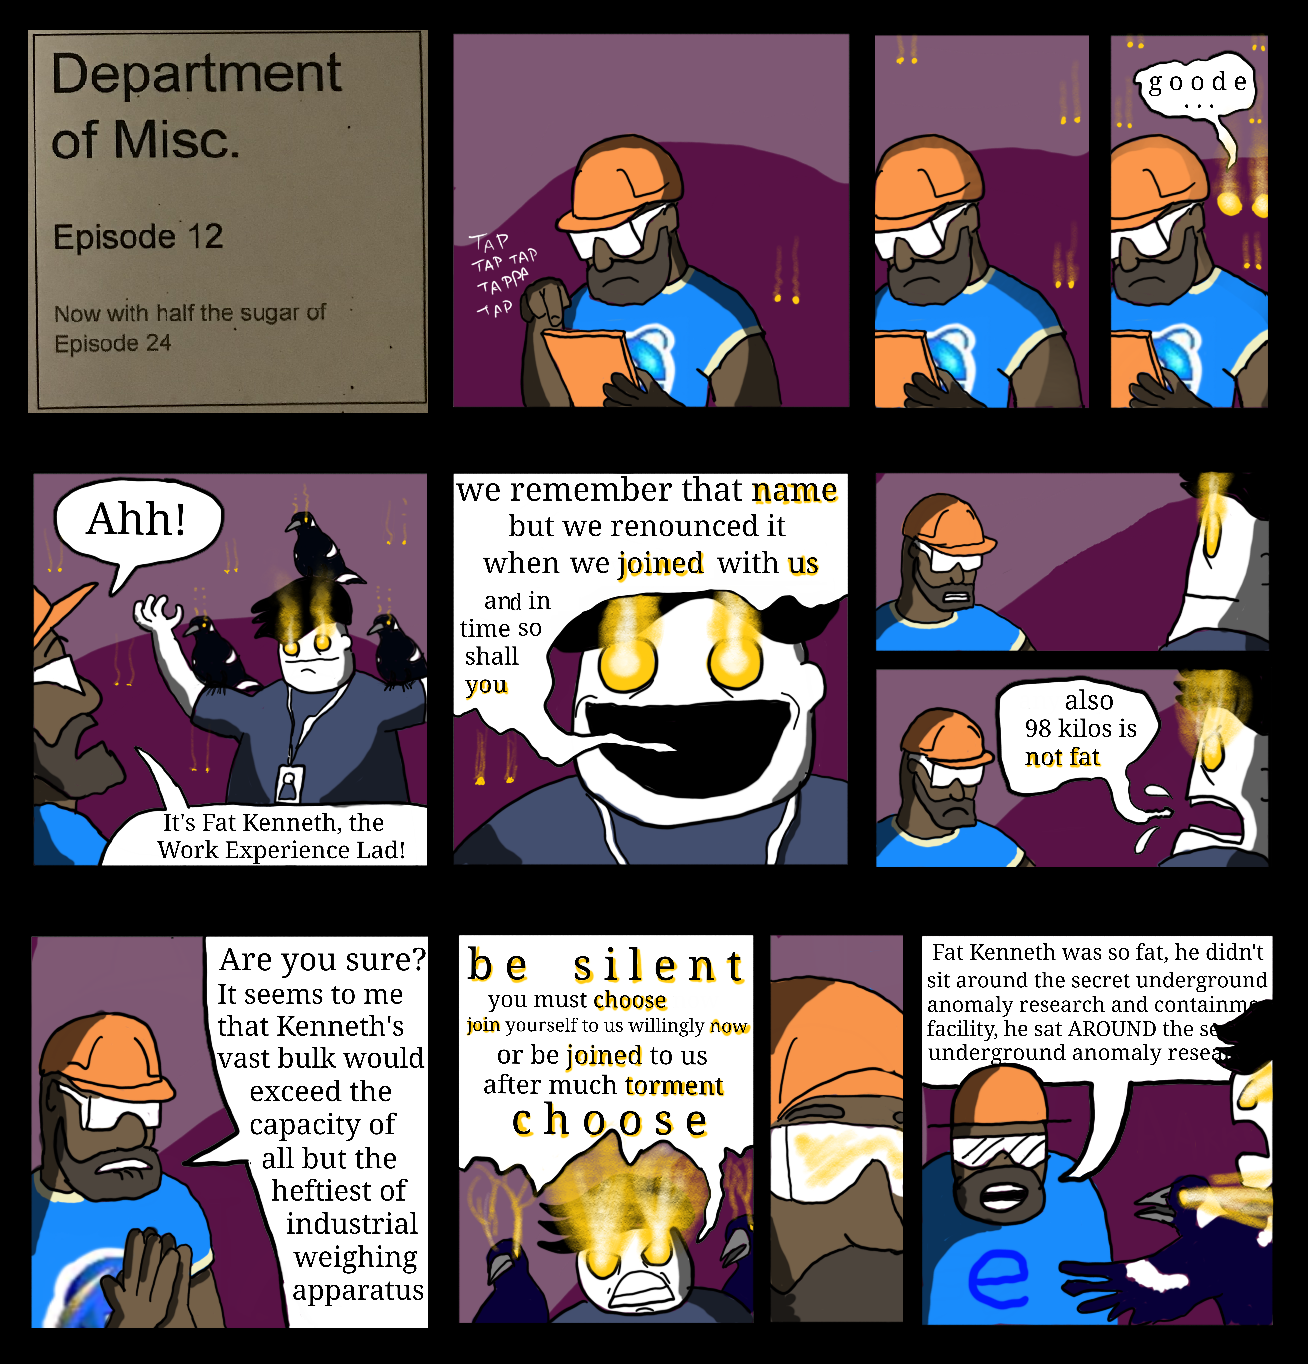 Department
of Misc.
Episode 12
Now with half the sugar of
Episode 24
TAP
TAP TAP
TAPPA
TAP
goode
...
Ahh!
It's Fat Kenneth, the
Work Experience Lad!
we remember that name
but we renounced it
when we joined with us
and in
time so
shall
you
also
98 kilos is
not fat
Are you sure?
It seems to me
that Kenneth's
vast bulk would
exceed the
capacity of
all but the
heftiest of
industrial
weighing
apparatus
be silent
you must choose
join yourself to us willingly now
or be joined to us
after much torment
choose
Fat Kenneth was so fat, he didn't
sit around the secret underground
anomaly research and
facility, he sat AROUND the
underground anomaly
e